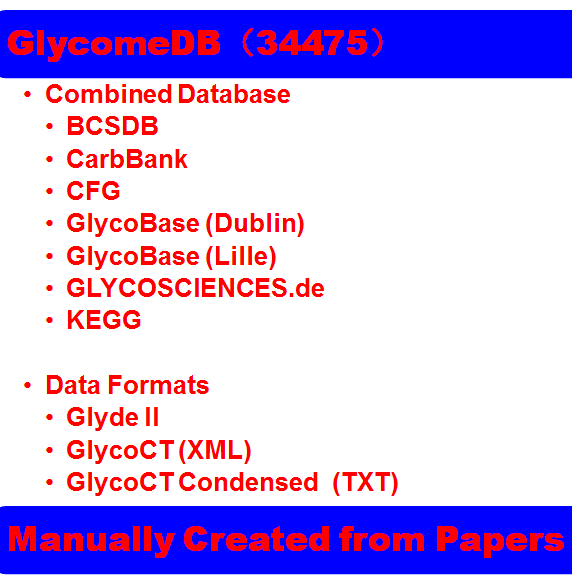 GlycomeDB（34475）
• Combined Database
• BCSDB
• CarbBank
• CFG
• GlycoBase (Dublin)
• GlycoBase (Lille)
• GLYCOSCIENCES.de
• KEGG
• Data Formats
• Glyde II
• GlycoCT (XML)
• GlycoCT Condensed (TXT)
Manually Created from Papers